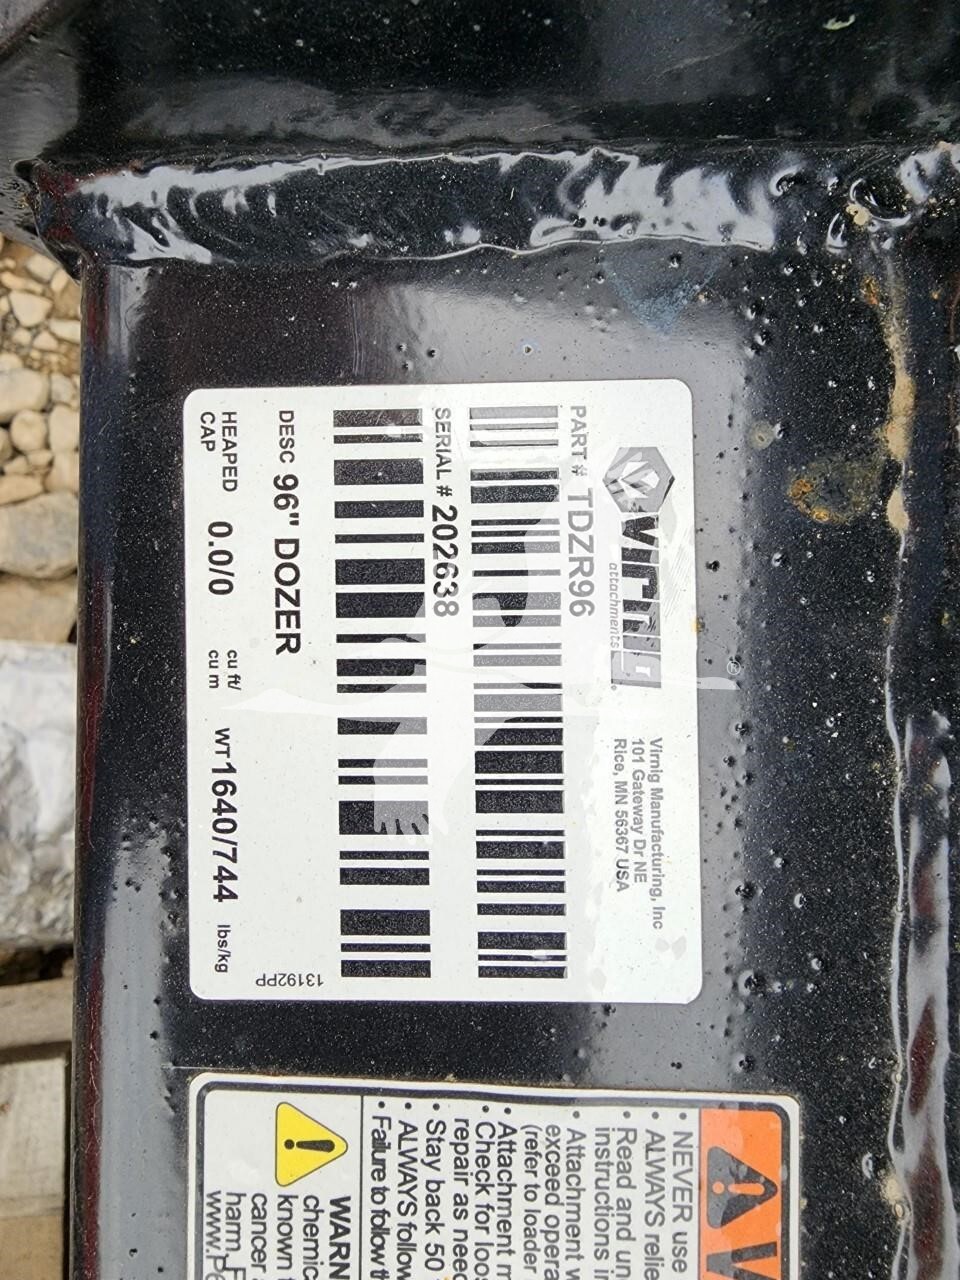 virnig
attachments
Virnig Manufacturing, Inc
101 Gateway Dr NE
Rice, MN 56367 USA
PART # TDZR96
SERIAL # 202638
DESC 96" DOZER
HEAPED CAP 0.0/0 cu ft/ cu m WT 1640/744 lbs/kg
13192PP
• NEVER use
• ALWAYS relie
• Read and un
instructions i
• Attachment w
exceed opera
(refer to loader
• Attachment m
• Check for loos
repair as nee
• Stay back 50
• ALWAYS follow
• Failure to follow th
WARN
chemic
known
cancer
harm. F
www.P